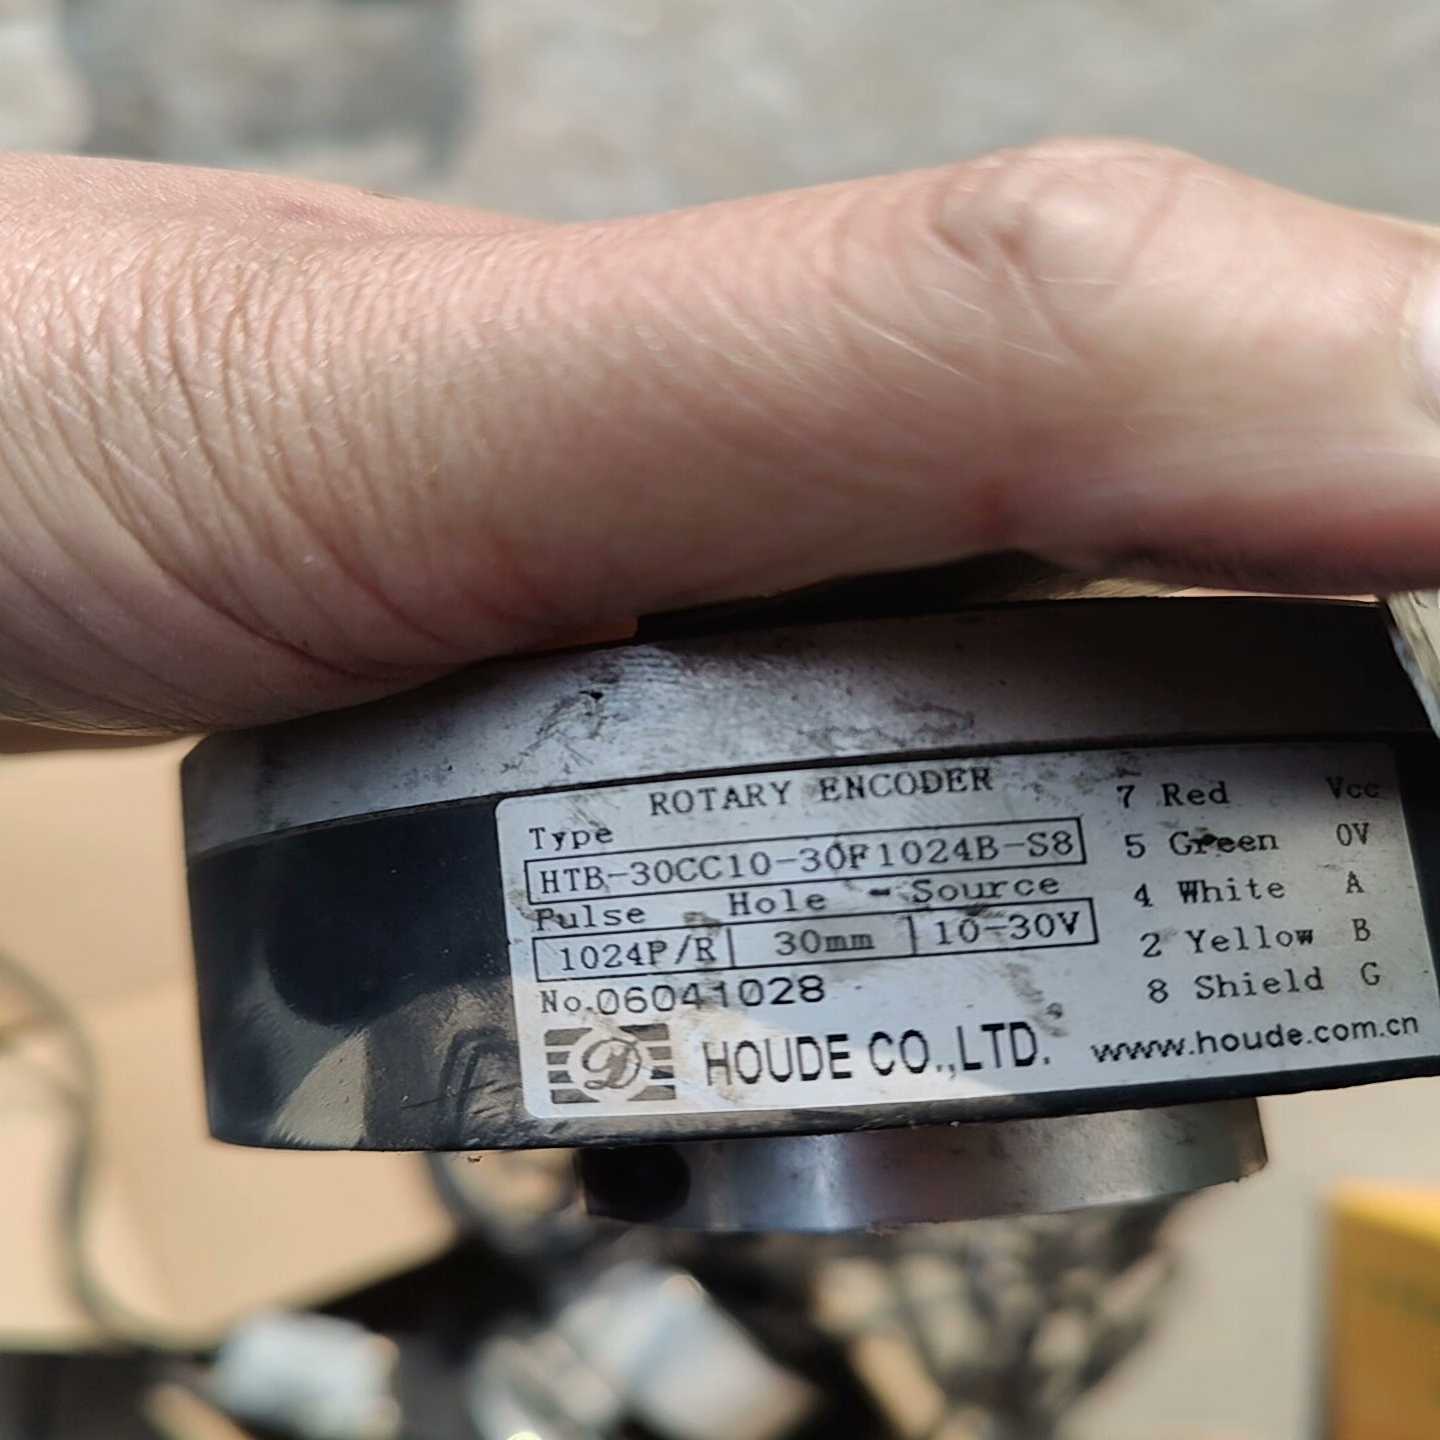 ROTARY ENCODER
Type
HTB-30CC10-30F1024B-S8
Pulse Hole Source
1024P/R 30mm 10-30V
No.06041028
HOUDE CO.,LTD.
7 Red Vcc
5 Green 0V
4 White A
2 Yellow B
8 Shield G
www.houde.com.cn